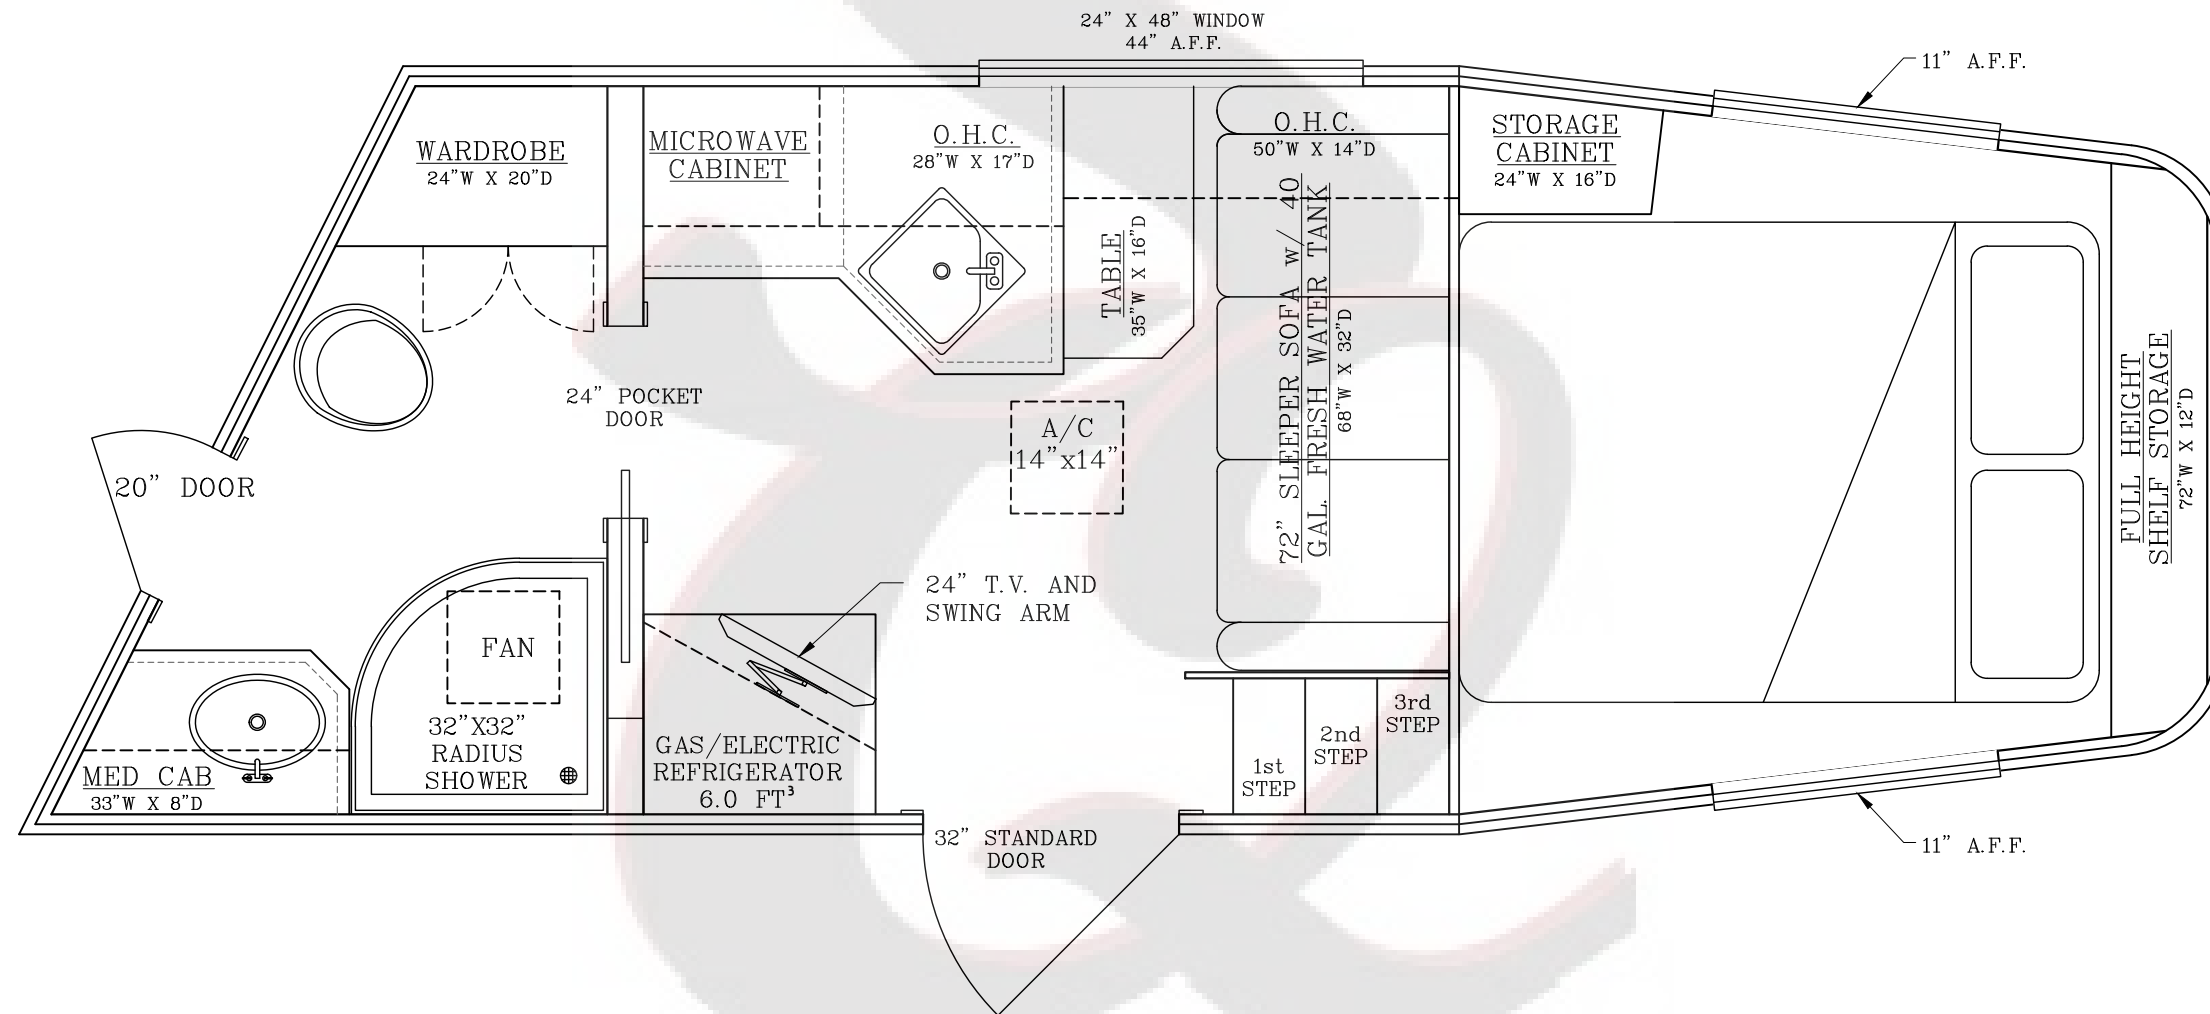 24" X 48" WINDOW
44" A.F.F.
11" A.F.F.
WARDROBE
24"W X 20"D
MICROWAVE
CABINET
O.H.C.
28"W X 17"D
O.H.C.
50"W X 14"D
STORAGE
CABINET
24"W X 16"D
TABLE
35"W X 16"D
72" SLEEPER SOFA w/ 40
GAL. FRESH WATER TANK
68"W X 32"D
FULL HEIGHT
SHELF STORAGE
72"W X 12"D
24" POCKET
DOOR
A/C
14"x14"
20" DOOR
24" T.V. AND
SWING ARM
FAN
32"X32"
RADIUS
SHOWER
MED CAB
33"W X 8"D
GAS/ELECTRIC
REFRIGERATOR
6.0 FT³
1st
STEP
2nd
STEP
3rd
STEP
32" STANDARD
DOOR
11" A.F.F.